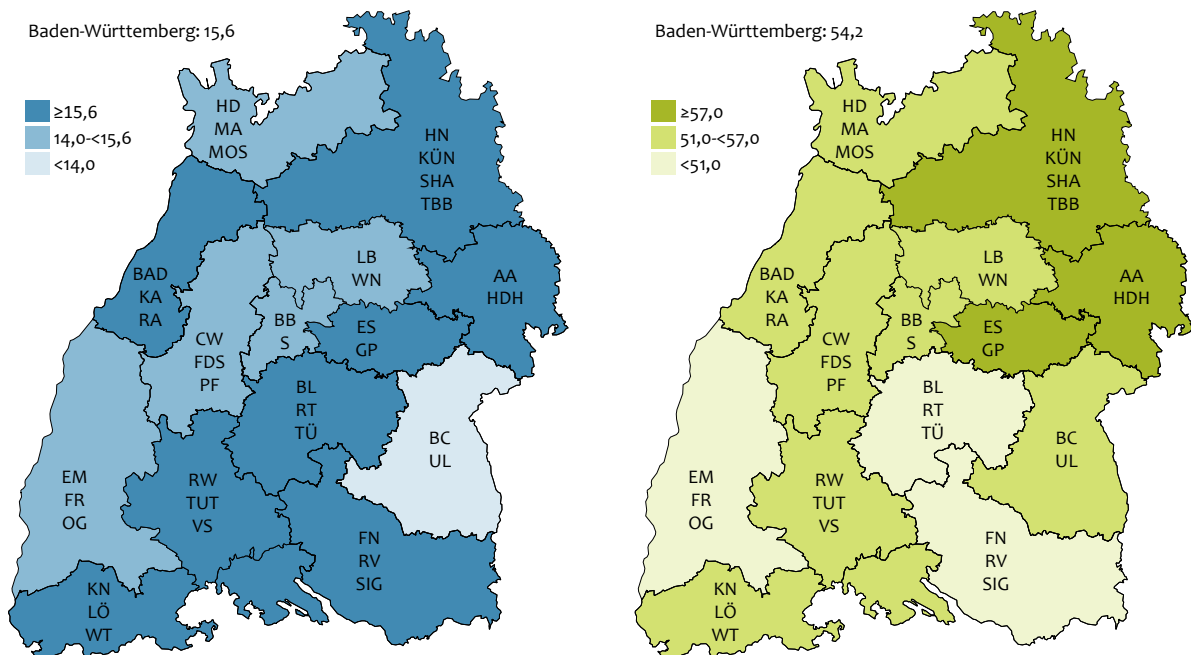 Baden-Württemberg: 15,6
≥15,6
14,0-<15,6
<14,0
HD
MA
MOS
HN
KÜN
SHA
TBB
LB
WN
BAD
KA
RA
AA
HDH
BB
S
ES
GP
CW
FDS
PF
BL
RT
TÜ
BC
UL
EM
FR
OG
RW
TUT
VS
FN
RV
SIG
KN
LÖ
WT
Baden-Württemberg: 54,2
≥57,0
51,0-<57,0
<51,0
HD
MA
MOS
HN
KÜN
SHA
TBB
LB
WN
BAD
KA
RA
AA
HDH
BB
S
ES
GP
CW
FDS
PF
BL
RT
TÜ
BC
UL
EM
FR
OG
RW
TUT
VS
FN
RV
SIG
KN
LÖ
WT